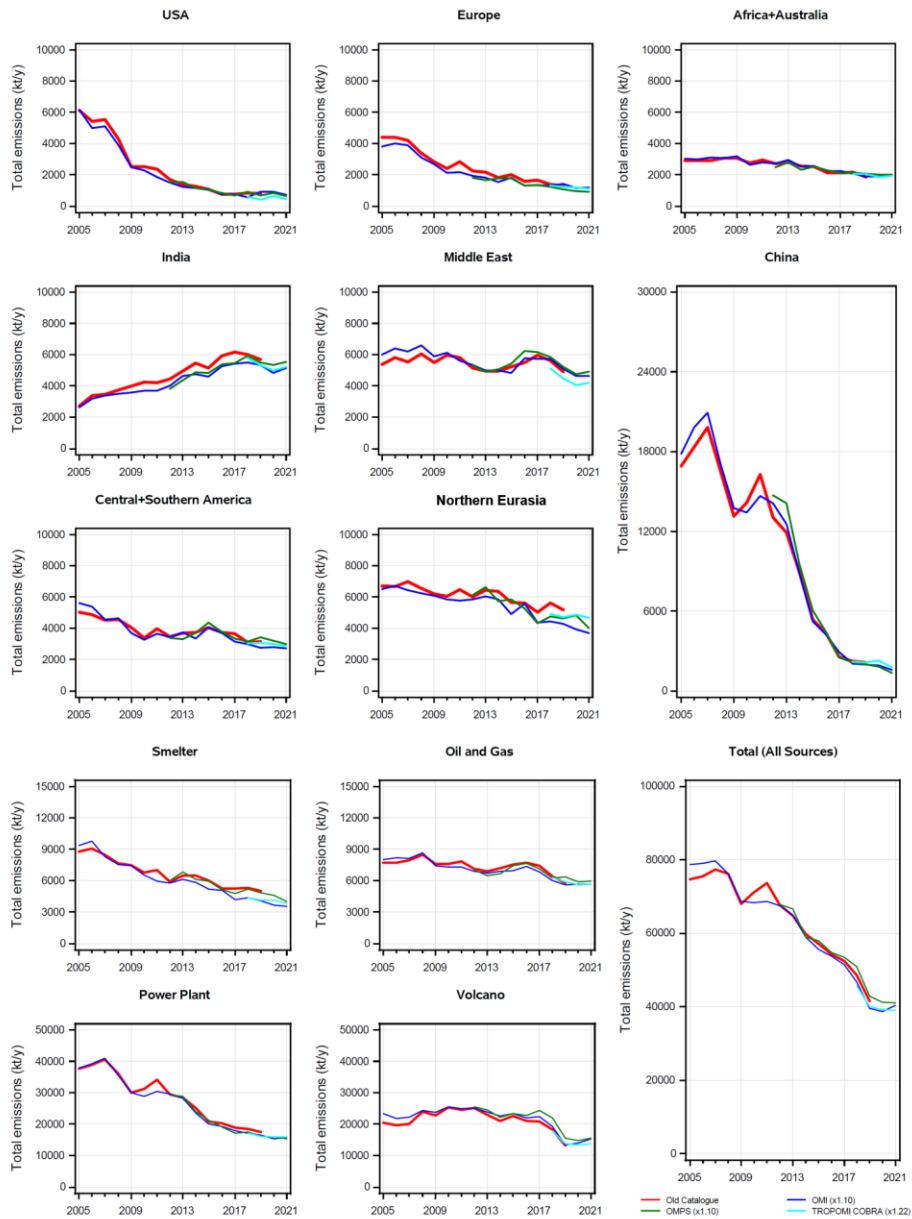 USA
Europe
Africa+Australia
Total emissions (kt/y)
10000
8000
6000
4000
2000
0
2005 2009 2013 2017 2021
Total emissions (kt/y)
10000
8000
6000
4000
2000
0
2005 2009 2013 2017 2021
Total emissions (kt/y)
10000
8000
6000
4000
2000
0
2005 2009 2013 2017 2021
India
Middle East
China
Total emissions (kt/y)
10000
8000
6000
4000
2000
0
2005 2009 2013 2017 2021
Total emissions (kt/y)
10000
8000
6000
4000
2000
0
2005 2009 2013 2017 2021
Total emissions (kt/y)
30000
24000
18000
12000
6000
0
2005 2009 2013 2017 2021
Central+Southern America
Northern Eurasia
Total emissions (kt/y)
10000
8000
6000
4000
2000
0
2005 2009 2013 2017 2021
Total emissions (kt/y)
10000
8000
6000
4000
2000
0
2005 2009 2013 2017 2021
Smelter
Oil and Gas
Total (All Sources)
Total emissions (kt/y)
15000
12000
9000
6000
3000
0
2005 2009 2013 2017 2021
Total emissions (kt/y)
15000
12000
9000
6000
3000
0
2005 2009 2013 2017 2021
Total emissions (kt/y)
100000
80000
60000
40000
20000
0
2005 2009 2013 2017 2021
Power Plant
Volcano
Total emissions (kt/y)
50000
40000
30000
20000
10000
0
2005 2009 2013 2017 2021
Total emissions (kt/y)
50000
40000
30000
20000
10000
0
2005 2009 2013 2017 2021
Old Catalogue
OMI (x1.10)
OMPS (x1.10)
TROPOMI COBRA (x1.22)